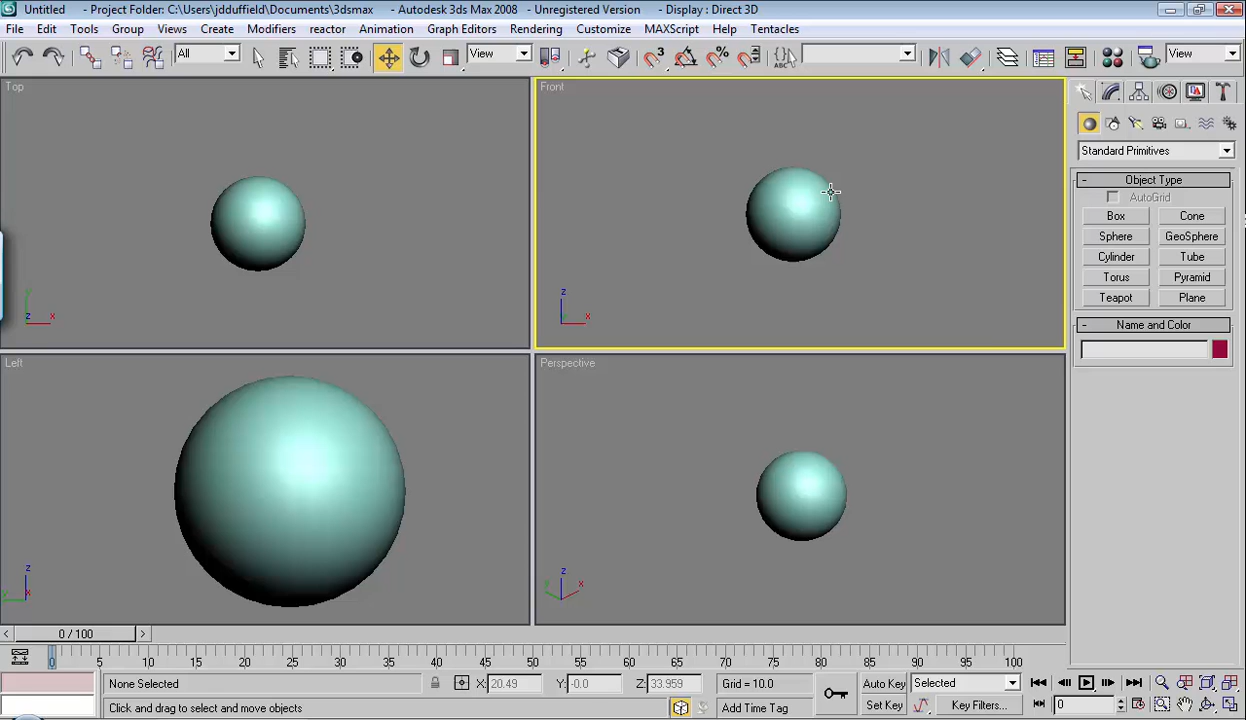 Untitled - Project Folder: C:\Users\jdduffield\Documents\3dsmax - Autodesk 3ds Max 2008 - Unregistered Version - Display : Direct 3D
File Edit Tools Group Views Create Modifiers reactor Animation Graph Editors Rendering Customize MAXScript Help Tentacles
All View 3 % ABC View
Top
Front
Standard Primitives
- Object Type
AutoGrid
Box Cone
Sphere GeoSphere
Cylinder Tube
Torus Pyramid
Teapot Plane
- Name and Color
y z x
z x
Left
Perspective
z y x
z y x
< 0 / 100 >
0 5 10 15 20 25 30 35 40 45 50 55 60 65 70 75 80 85 90 95 100
None Selected X: 20.49 Y: -0.0 Z: 33.959 Grid = 10.0 Auto Key Selected
Click and drag to select and move objects Add Time Tag Set Key Key Filters... 0